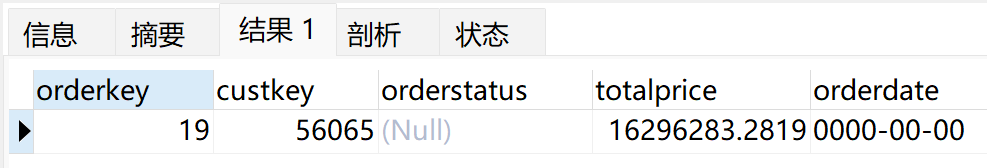 信息 摘要 结果 1 剖析 状态
orderkey custkey orderstatus totalprice orderdate
19 56065 (Null) 16296283.2819 0000-00-00